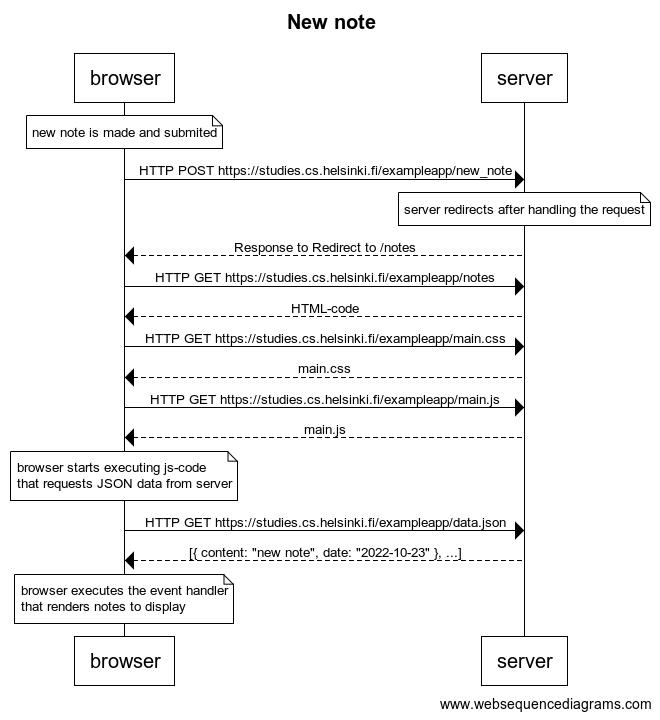 New note
browser
server
new note is made and submited
HTTP POST https://studies.cs.helsinki.fi/exampleapp/new_note
server redirects after handling the request
Response to Redirect to /notes
HTTP GET https://studies.cs.helsinki.fi/exampleapp/notes
HTML-code
HTTP GET https://studies.cs.helsinki.fi/exampleapp/main.css
main.css
HTTP GET https://studies.cs.helsinki.fi/exampleapp/main.js
main.js
browser starts executing js-code
that requests JSON data from server
HTTP GET https://studies.cs.helsinki.fi/exampleapp/data.json
[{ content: "new note", date: "2022-10-23" }, ...]
browser executes the event handler
that renders notes to display
browser
server
www.websequencediagrams.com